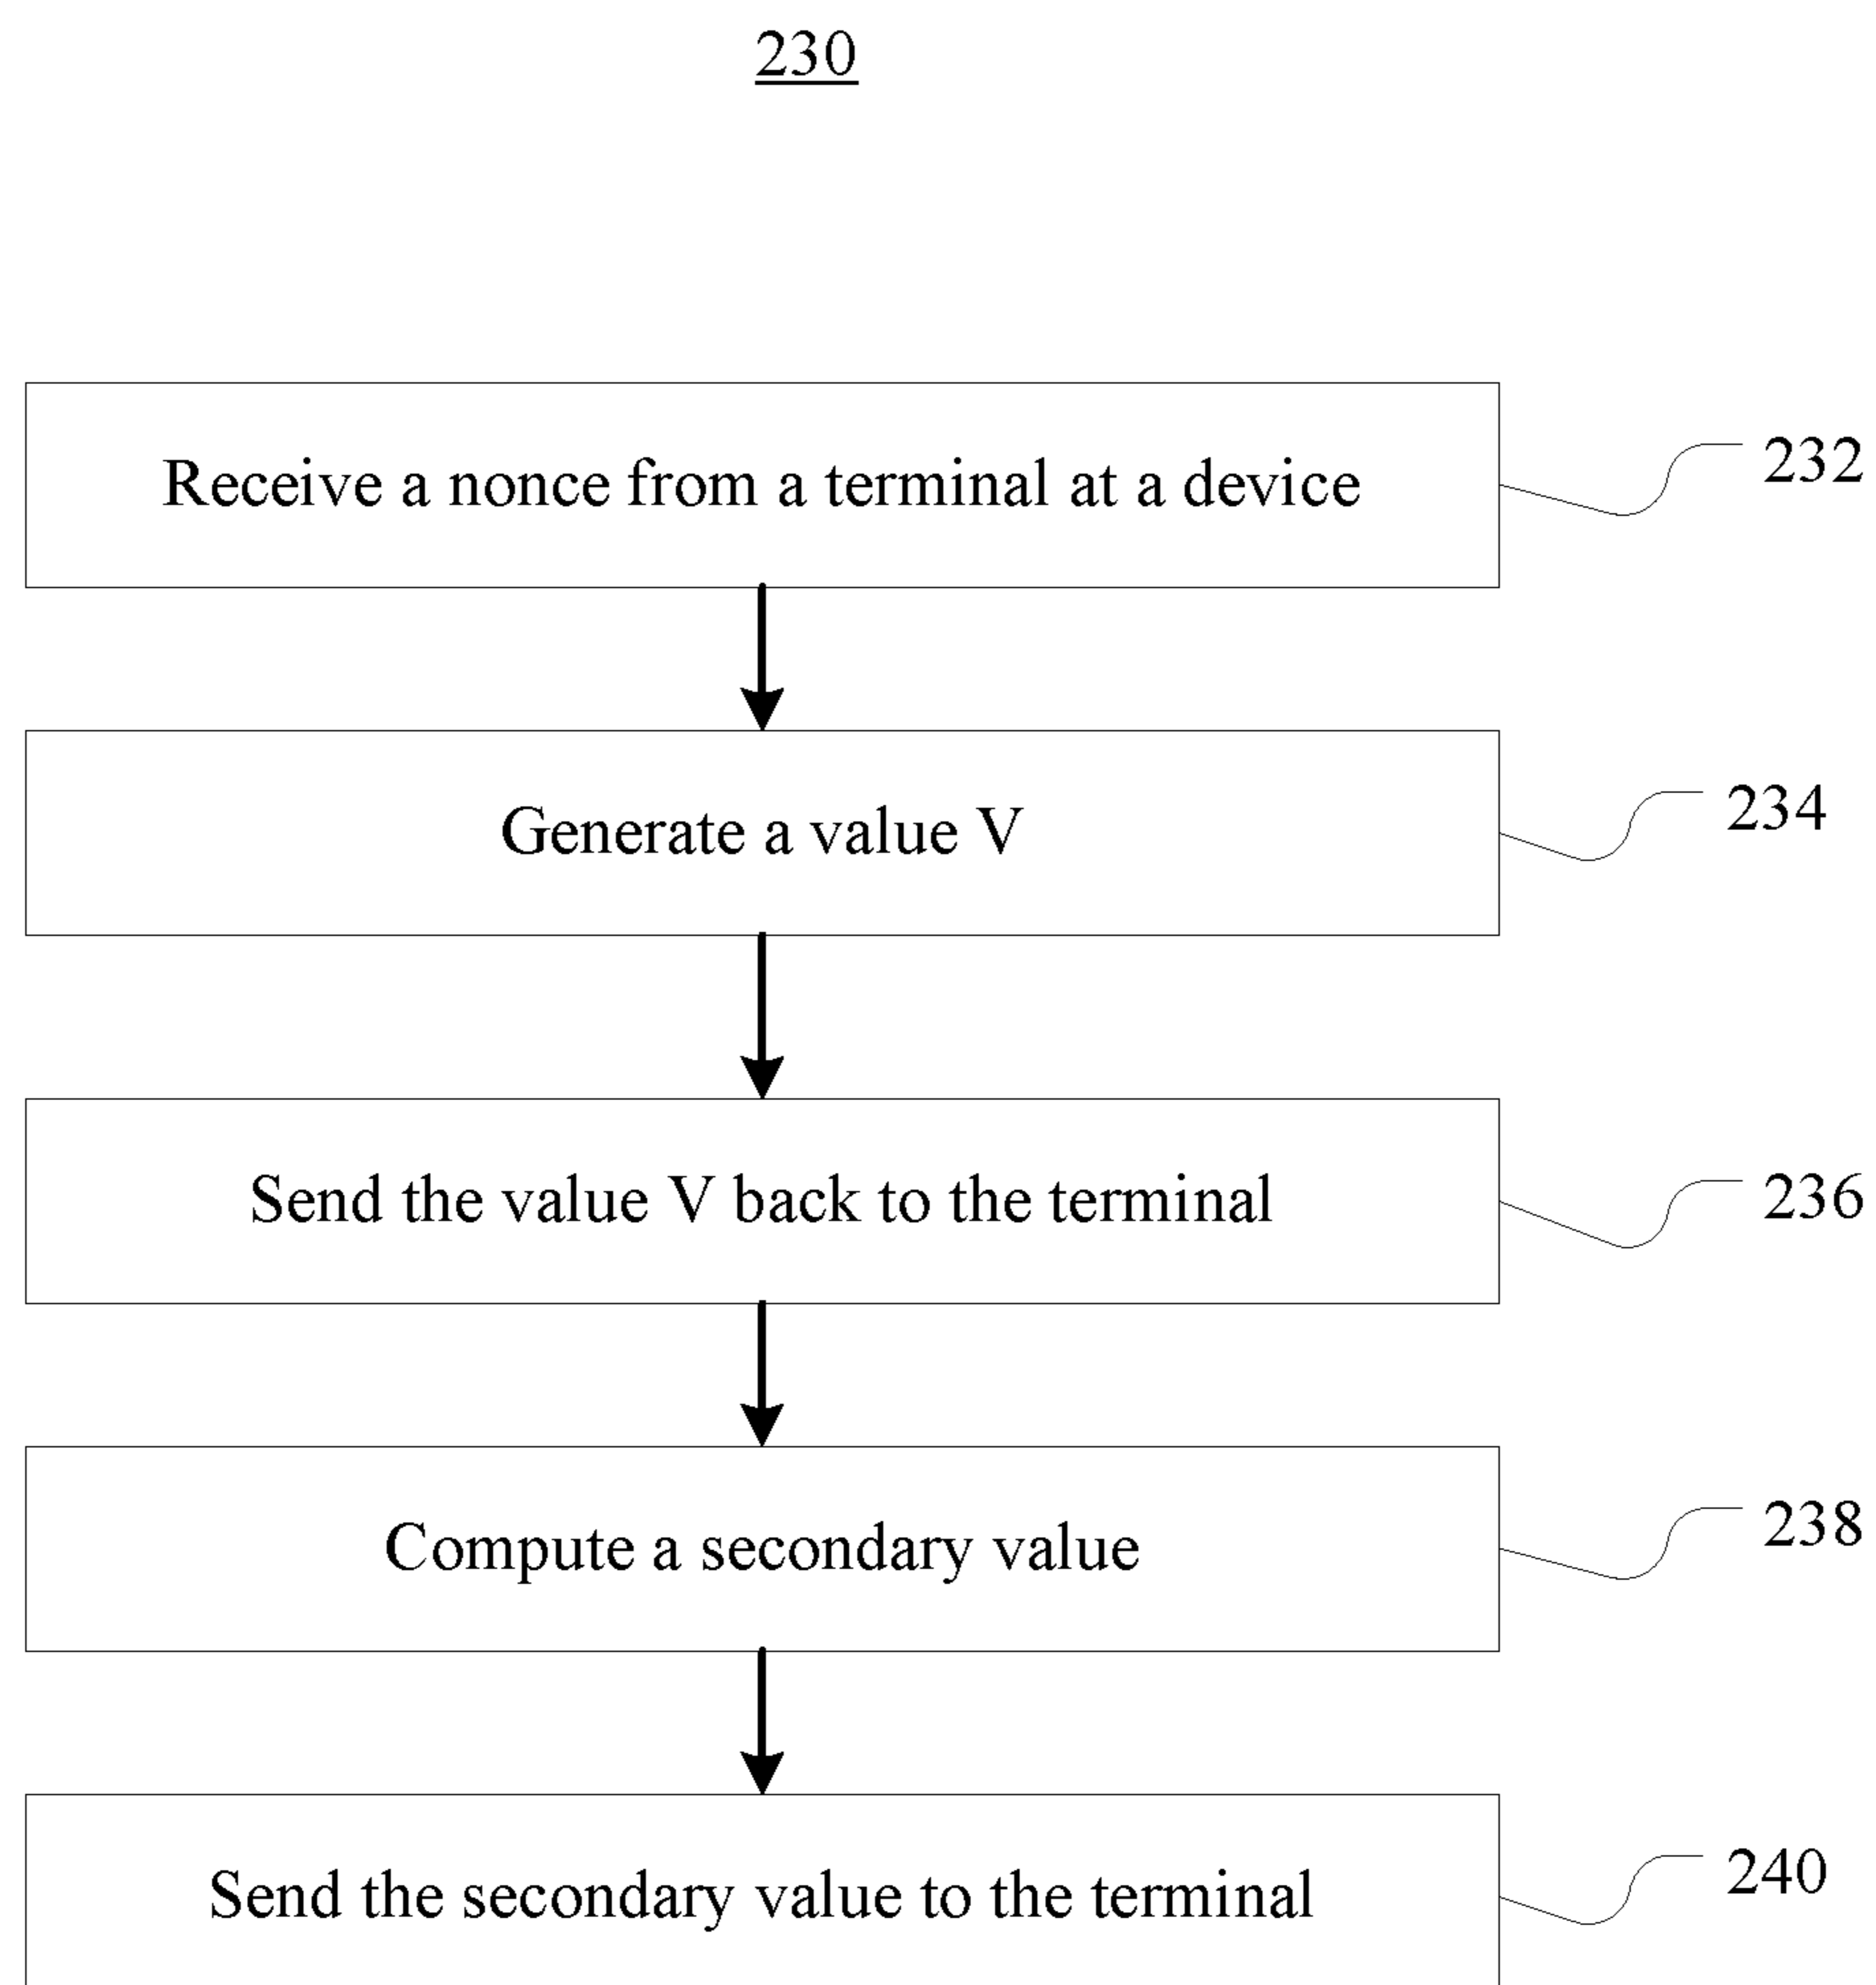 230
Receive a nonce from a terminal at a device
232
Generate a value V
234
Send the value V back to the terminal
236
Compute a secondary value
238
Send the secondary value to the terminal
240